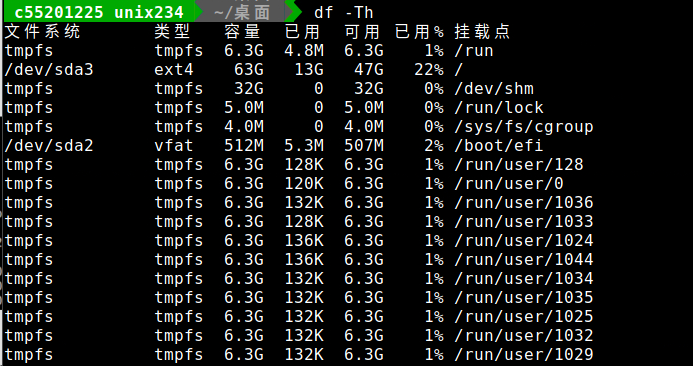 c55201225 unix234 ~/桌面 df -Th
文件系统 类型 容量 已用 可用 已用% 挂载点
tmpfs tmpfs 6.3G 4.8M 6.3G 1% /run
/dev/sda3 ext4 63G 13G 47G 22% /
tmpfs tmpfs 32G 0 32G 0% /dev/shm
tmpfs tmpfs 5.0M 0 5.0M 0% /run/lock
tmpfs tmpfs 4.0M 0 4.0M 0% /sys/fs/cgroup
/dev/sda2 vfat 512M 5.3M 507M 2% /boot/efi
tmpfs tmpfs 6.3G 128K 6.3G 1% /run/user/128
tmpfs tmpfs 6.3G 120K 6.3G 1% /run/user/0
tmpfs tmpfs 6.3G 132K 6.3G 1% /run/user/1036
tmpfs tmpfs 6.3G 128K 6.3G 1% /run/user/1033
tmpfs tmpfs 6.3G 136K 6.3G 1% /run/user/1024
tmpfs tmpfs 6.3G 136K 6.3G 1% /run/user/1044
tmpfs tmpfs 6.3G 132K 6.3G 1% /run/user/1034
tmpfs tmpfs 6.3G 132K 6.3G 1% /run/user/1035
tmpfs tmpfs 6.3G 132K 6.3G 1% /run/user/1025
tmpfs tmpfs 6.3G 132K 6.3G 1% /run/user/1032
tmpfs tmpfs 6.3G 132K 6.3G 1% /run/user/1029